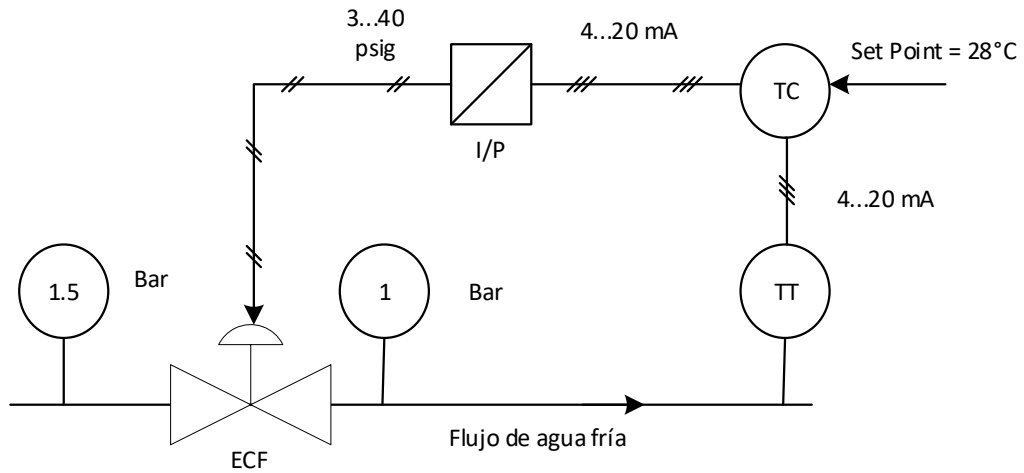 3...40
psig
4...20 mA
Set Point = 28°C
TC
I/P
4...20 mA
1.5
Bar
1
Bar
TT
Flujo de agua fría
ECF